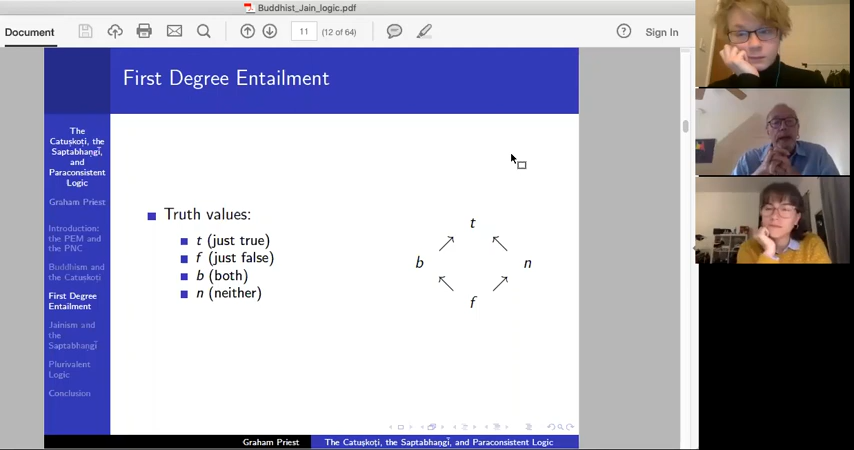 Buddhist_Jain_logic.pdf
Document
11
(12 of 64)
Sign In
First Degree Entailment
The
Catuṣkoṭi, the
Saptabhaṅgī,
and
Paraconsistent
Logic
Graham Priest
Introduction:
the PEM and
the PNC
Buddhism and
the Catuskoti
First Degree
Entailment
Jainism and
the
Saptabhaṅgī
Plurivalent
Logic
Conclusion
Truth values:
t (just true)
f (just false)
b (both)
n (neither)
t
b
n
f
Graham Priest
The Catuṣkoṭi, the Saptabhaṅgī, and Paraconsistent Logic